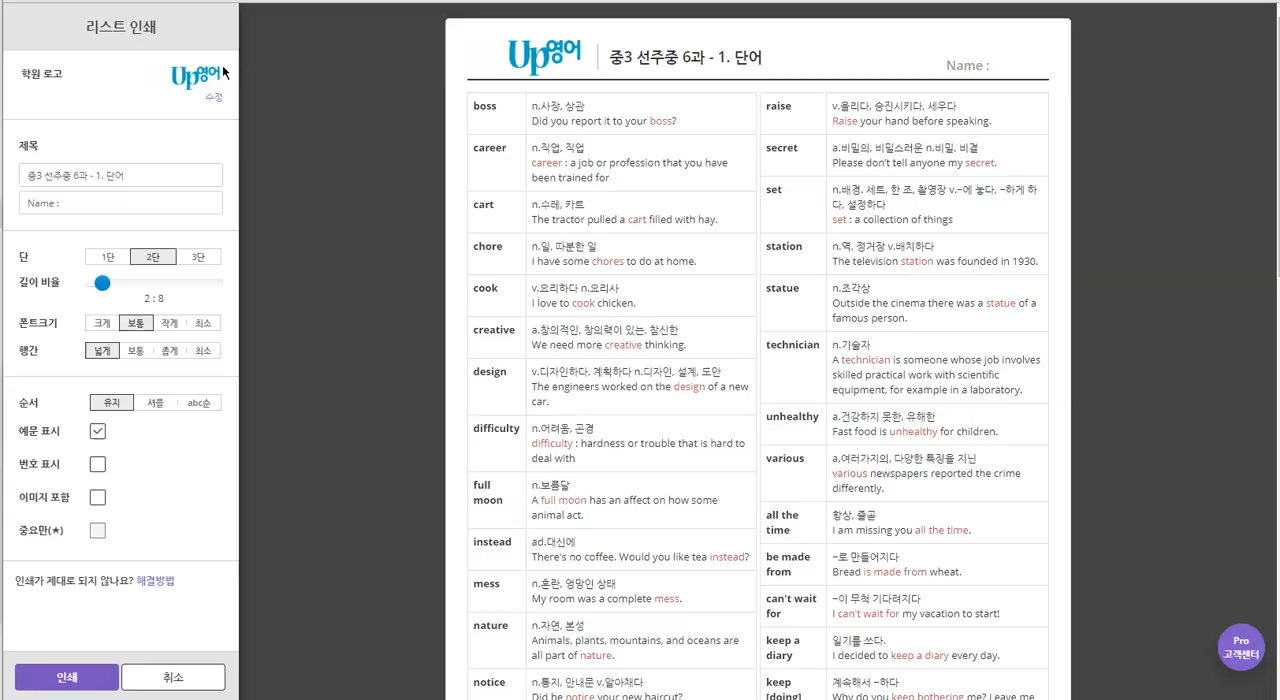 리스트 인쇄
학원 로고
Up영어
수정
제목
중3 선주중 6과 - 1. 단어
Name :
단
1단 2단 3단
길이 비율
2 : 8
폰트크기
크게 보통 작게 최소
행간
넓게 보통 좁게 최소
순서
유지 셔플 abc순
예문 표시
번호 표시
이미지 포함
중요만(★)
인쇄가 제대로 되지 않나요? 해결방법
인쇄 취소
Up영어 중3 선주중 6과 - 1. 단어
Name :
boss
n.사장, 상관
Did you report it to your boss?
career
n.직업, 직업
career : a job or profession that you have
been trained for
cart
n.수레, 카트
The tractor pulled a cart filled with hay.
chore
n.일, 따분한 일
I have some chores to do at home.
cook
v.요리하다 n.요리사
I love to cook chicken.
creative
a.창의적인, 창의력이 있는, 참신한
We need more creative thinking.
design
v.디자인하다, 계획하다 n.디자인, 설계, 도안
The engineers worked on the design of a new
car.
difficulty
n.어려움, 곤경
difficulty : hardness or trouble that is hard to
deal with
full
moon
n.보름달
A full moon has an affect on how some
animal act.
instead
ad.대신에
There's no coffee. Would you like tea instead?
mess
n.혼란, 엉망인 상태
My room was a complete mess.
nature
n.자연, 본성
Animals, plants, mountains, and oceans are
all part of nature.
notice
n.통지, 안내문 v.알아채다
Did he notice your new haircut?
raise
v.올리다, 승진시키다, 세우다
Raise your hand before speaking.
secret
a.비밀의, 비밀스러운 n.비밀, 비결
Please don't tell anyone my secret.
set
n.배경, 세트, 한 조, 촬영장 v.~에 놓다, ~하게 하
다, 설정하다
set : a collection of things
station
n.역, 정거장 v.배치하다
The television station was founded in 1930.
statue
n.조각상
Outside the cinema there was a statue of a
famous person.
technician
n.기술자
A technician is someone whose job involves
skilled practical work with scientific
equipment, for example in a laboratory.
unhealthy
a.건강하지 못한, 유해한
Fast food is unhealthy for children.
various
a.여러가지의, 다양한 특징을 지닌
various newspapers reported the crime
differently.
all the
time
항상, 줄곧
I am missing you all the time.
be made
from
~로 만들어지다
Bread is made from wheat.
can't wait
for
~이 무척 기다려지다
I can't wait for my vacation to start!
keep a
diary
일기를 쓰다.
I decided to keep a diary every day.
keep
[doing]
계속해서 ~하다
Why do you keep bothering me? Leave me
Pro
고객센터